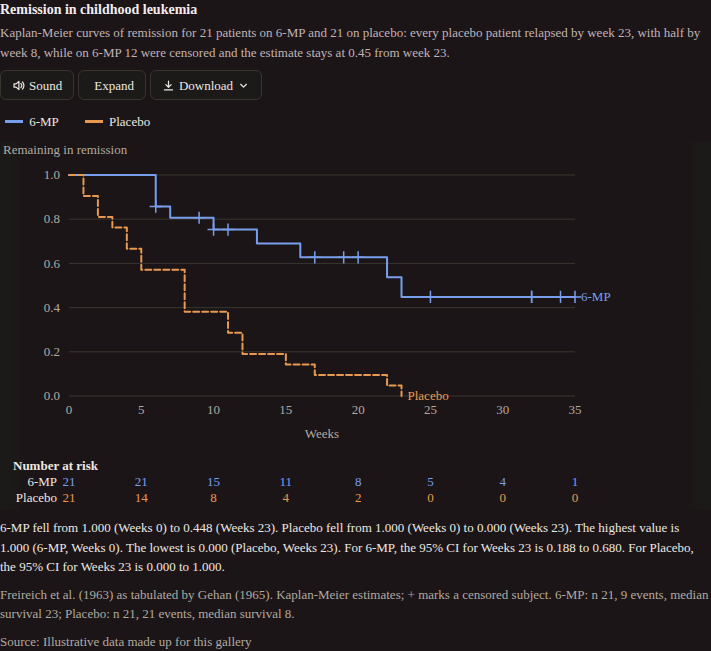 Remission in childhood leukemia
Kaplan-Meier curves of remission for 21 patients on 6-MP and 21 on placebo: every placebo patient relapsed by week 23, with half by
week 8, while on 6-MP 12 were censored and the estimate stays at 0.45 from week 23.
Sound Expand Download
6-MP Placebo
Remaining in remission
1.0
0.8
0.6
0.4
0.2
0.0
6-MP
Placebo
0 5 10 15 20 25 30 35
Weeks
Number at risk
6-MP 21 21 15 11 8 5 4 1
Placebo 21 14 8 4 2 0 0 0
6-MP fell from 1.000 (Weeks 0) to 0.448 (Weeks 23). Placebo fell from 1.000 (Weeks 0) to 0.000 (Weeks 23). The highest value is
1.000 (6-MP, Weeks 0). The lowest is 0.000 (Placebo, Weeks 23). For 6-MP, the 95% CI for Weeks 23 is 0.188 to 0.680. For Placebo,
the 95% CI for Weeks 23 is 0.000 to 1.000.
Freireich et al. (1963) as tabulated by Gehan (1965). Kaplan-Meier estimates; + marks a censored subject. 6-MP: n 21, 9 events, median
survival 23; Placebo: n 21, 21 events, median survival 8.
Source: Illustrative data made up for this gallery